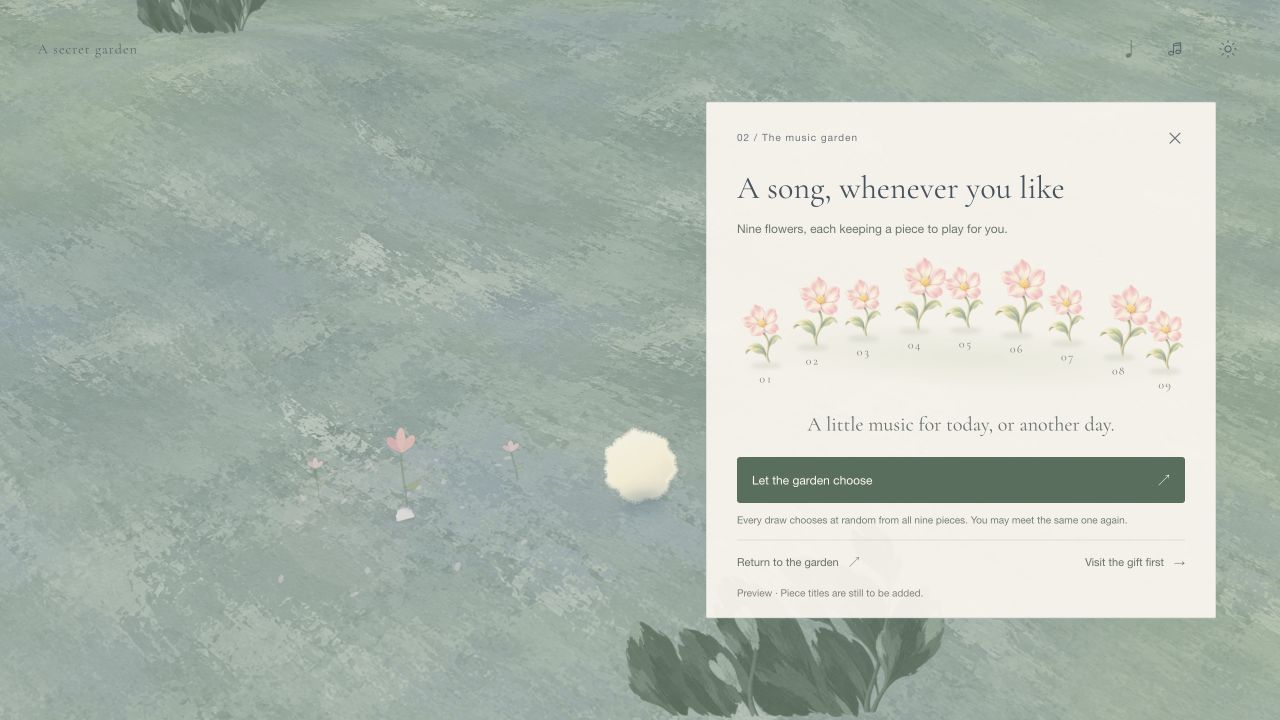 A secret garden
02 / The music garden
A song, whenever you like
Nine flowers, each keeping a piece to play for you.
01
02
03
04
05
06
07
08
09
A little music for today, or another day.
Let the garden choose
Every draw chooses at random from all nine pieces. You may meet the same one again.
Return to the garden
Visit the gift first →
Preview · Piece titles are still to be added.